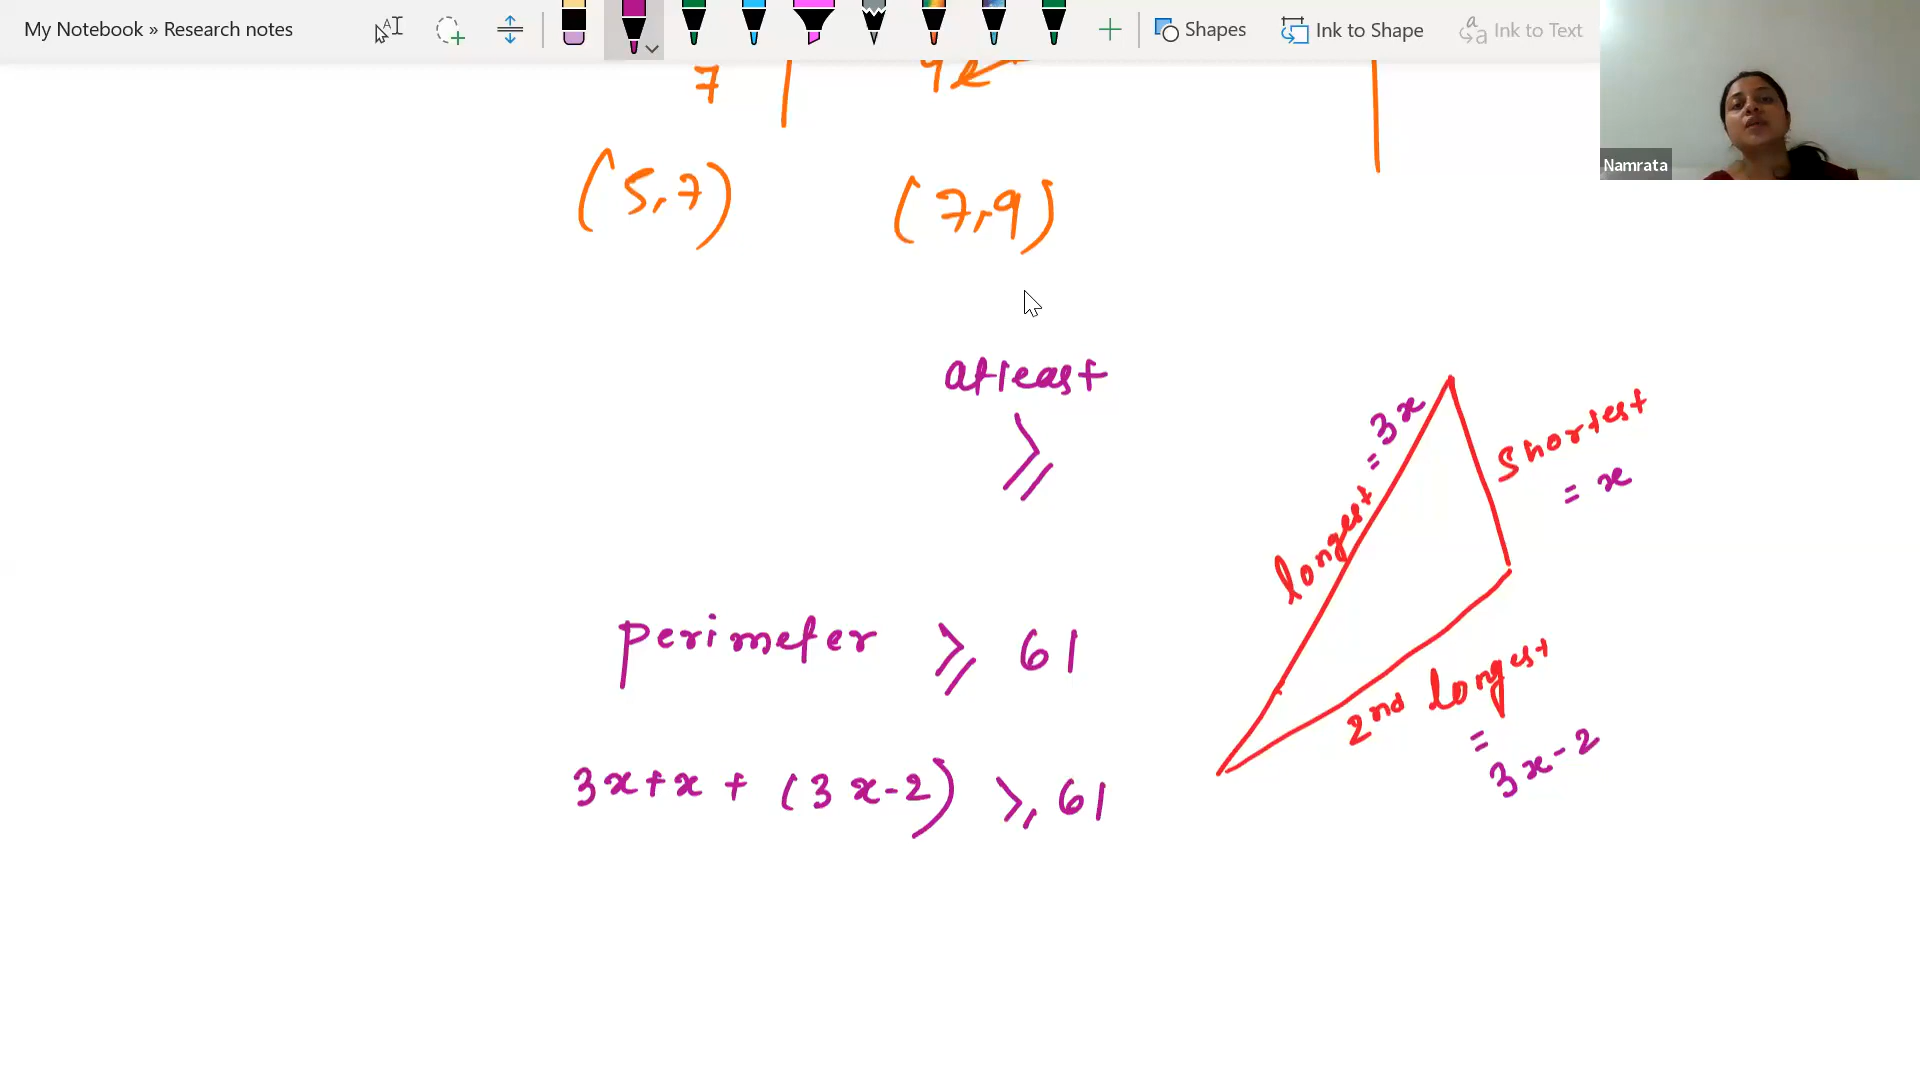 My Notebook » Research notes
Shapes
Ink to Shape
Ink to Text
Namrata
7
9
(5,7)
(7,9)
atleast
≥
longest = 3x
Shortest
= x
perimeter ≥ 61
2nd longest
=
3x-2
3x+x + (3x-2) ≥ 61